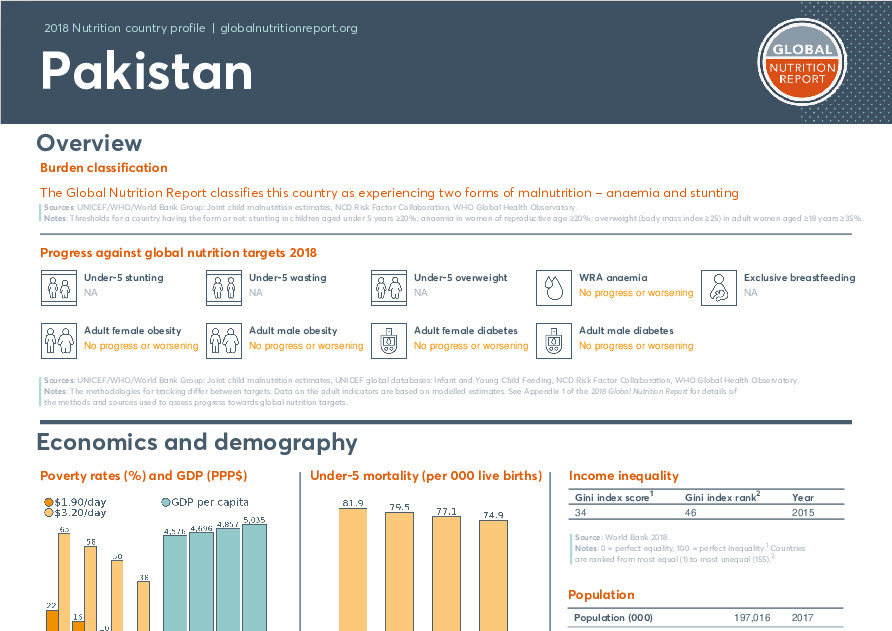 2018 Nutrition country profile | globalnutritionreport.org
Pakistan
GLOBAL
NUTRITION
REPORT
Overview
Burden classification
The Global Nutrition Report classifies this country as experiencing two forms of malnutrition – anaemia and stunting
Sources: UNICEF/WHO/World Bank Group: Joint child malnutrition estimates, NCD Risk Factor Collaboration, WHO Global Health Observatory.
Notes: Thresholds for a country having the form or not: stunting in children aged under 5 years ≥20%; anaemia in women of reproductive age ≥20%; overweight (body mass index ≥25) in adult women aged ≥18 years ≥35%.
Progress against global nutrition targets 2018
Under-5 stunting
NA
Under-5 wasting
NA
Under-5 overweight
NA
WRA anaemia
No progress or worsening
Exclusive breastfeeding
NA
Adult female obesity
No progress or worsening
Adult male obesity
No progress or worsening
Adult female diabetes
No progress or worsening
Adult male diabetes
No progress or worsening
Sources: UNICEF/WHO/World Bank Group: Joint child malnutrition estimates, UNICEF global databases: Infant and Young Child Feeding, NCD Risk Factor Collaboration, WHO Global Health Observatory.
Notes: The methodologies for tracking differ between targets. Data on the adult indicators are based on modelled estimates. See Appendix 1 of the 2018 Global Nutrition Report for details of
the methods and sources used to assess progress towards global nutrition targets.
Economics and demography
Poverty rates (%) and GDP (PPP$)
$1.90/day
$3.20/day
GDP per capita
22
58
38
4,576
4,696
4,857
5,035
Under-5 mortality (per 000 live births)
81.9
79.5
77.1
74.9
Income inequality
Gini index score1 Gini index rank2 Year
34 46 2015
Source: World Bank 2018.
Notes: 0 = perfect equality, 100 = perfect inequality.1 Countries
are ranked from most equal (1) to most unequal (155).2
Population
Population (000) 197,016 2017